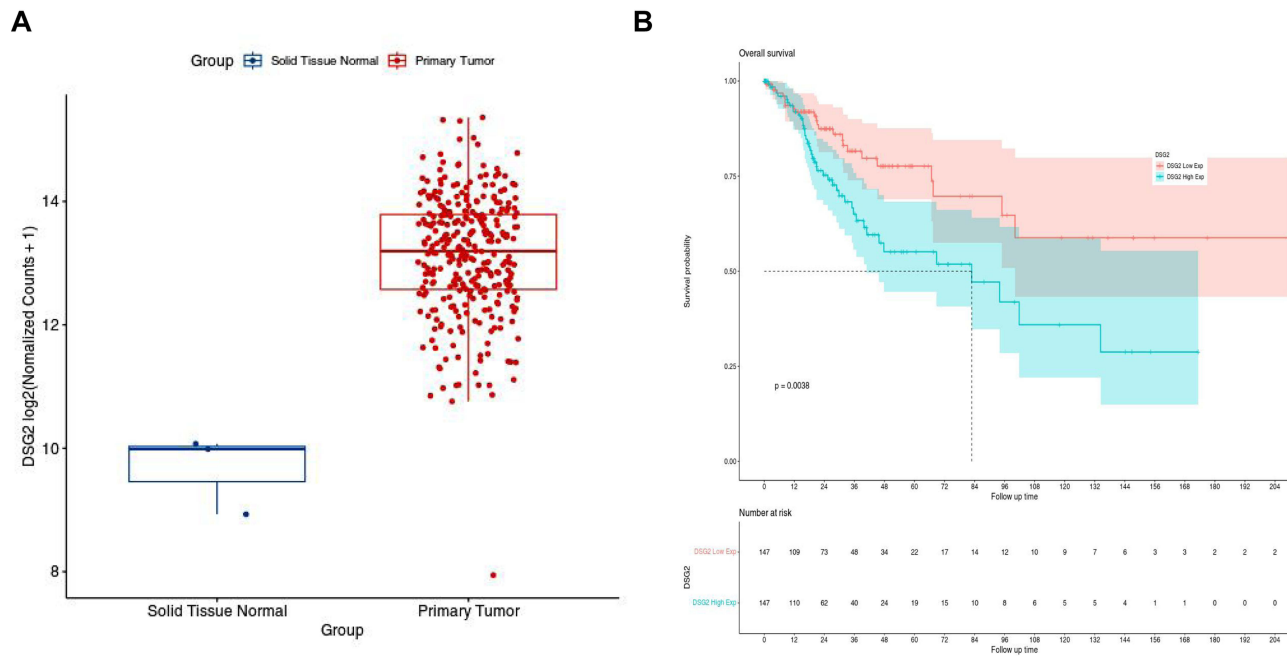 A
Group Solid Tissue Normal Primary Tumor
DSG2 log2(Normalized Counts + 1)
14
12
10
8
Solid Tissue Normal Primary Tumor
Group
B
Overall survival
1.00
0.75
0.50
0.25
0.00
Survival probability
DSG2
DSG2 Low Exp
DSG2 High Exp
p = 0.0038
0 12 24 36 48 60 72 84 96 108 120 132 144 156 168 180 192 204
Follow up time
Number at risk
DSG2
DSG2 Low Exp 147 109 73 48 34 22 17 14 12 10 9 7 6 3 3 2 2 2
DSG2 High Exp 147 110 62 40 24 19 15 10 8 6 5 5 4 1 1 0 0 0
0 12 24 36 48 60 72 84 96 108 120 132 144 156 168 180 192 204
Follow up time